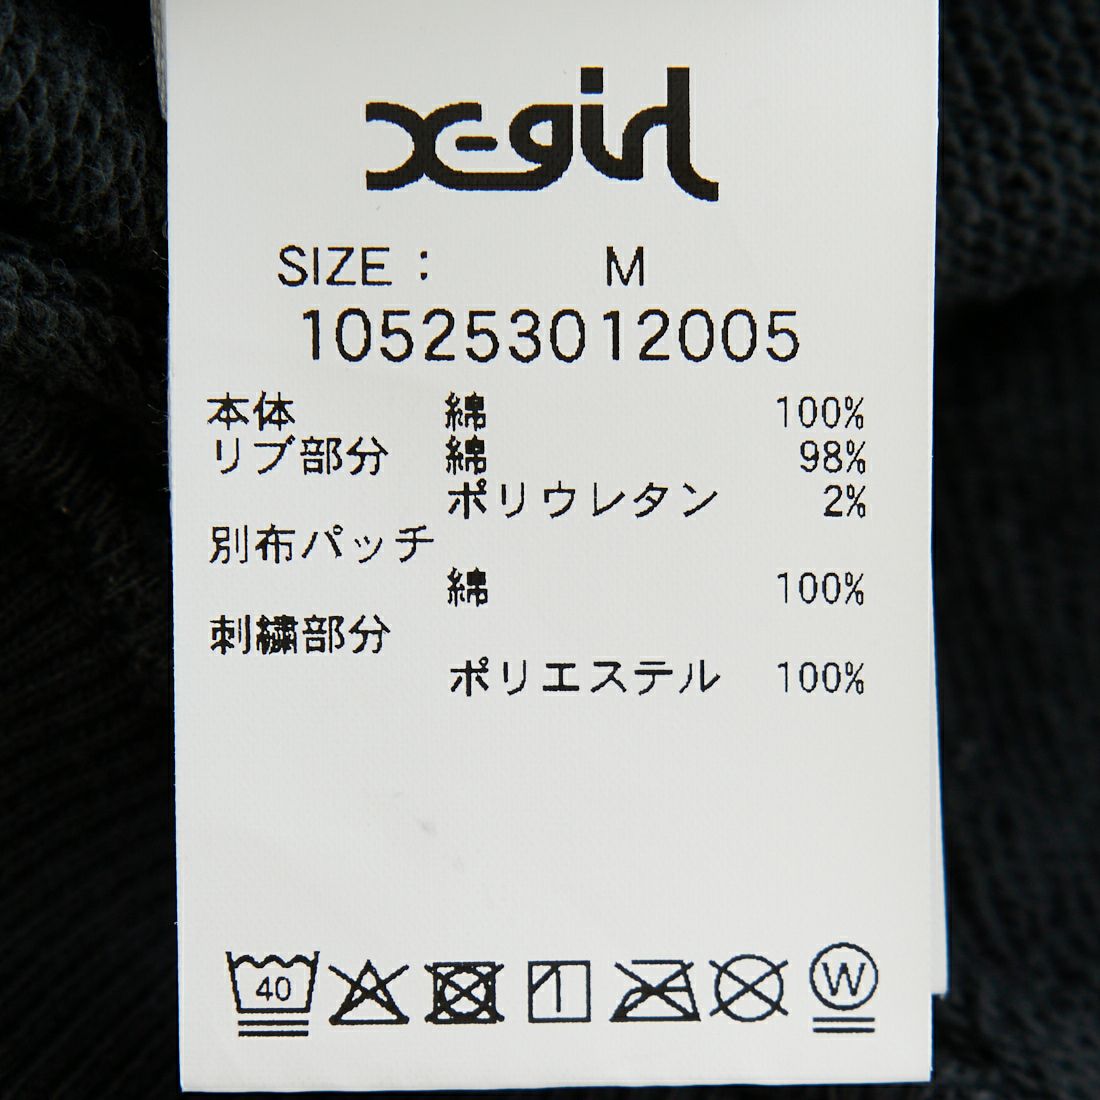 X-girl
SIZE : M
105253012005
本体 綿 100%
リブ部分 綿 98%
ポリウレタン 2%
別布パッチ
綿 100%
刺繍部分
ポリエステル 100%
40
W